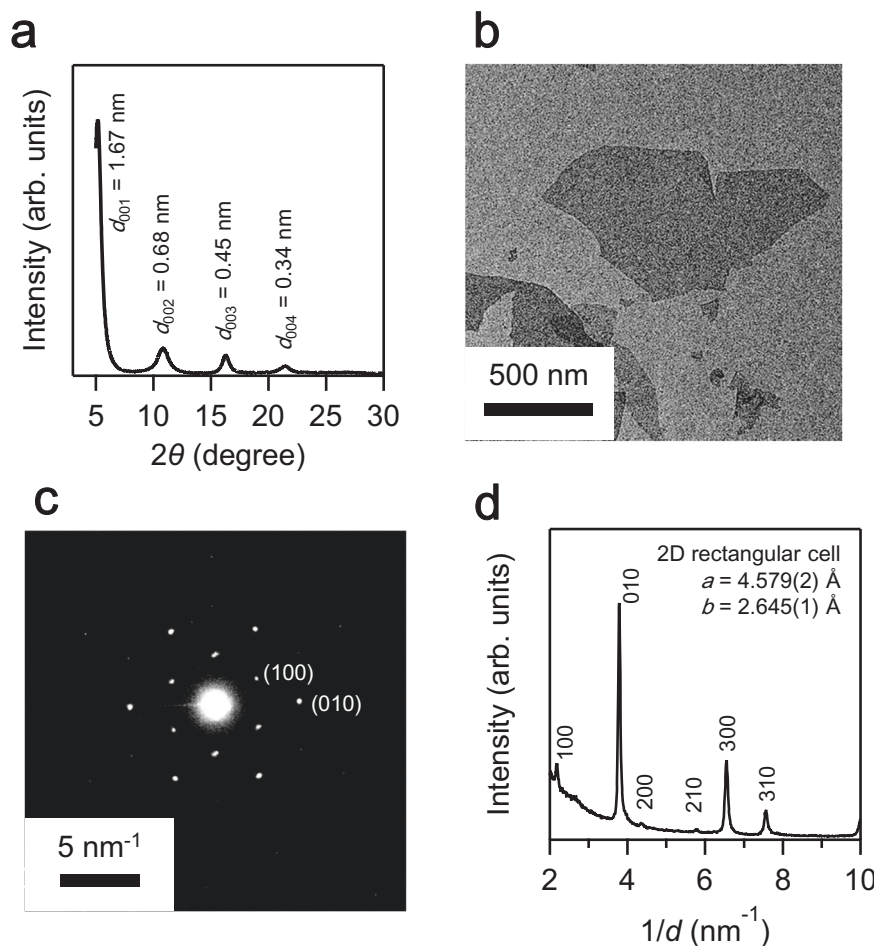 a
Intensity (arb. units)
d001 = 1.67 nm
d002 = 0.68 nm
d003 = 0.45 nm
d004 = 0.34 nm
5 10 15 20 25 30
2θ (degree)
b
500 nm
c
(100)
(010)
5 nm-1
d
2D rectangular cell
a = 4.579(2) Å
b = 2.645(1) Å
Intensity (arb. units)
100
010
200
210
300
310
2 4 6 8 10
1/d (nm-1)